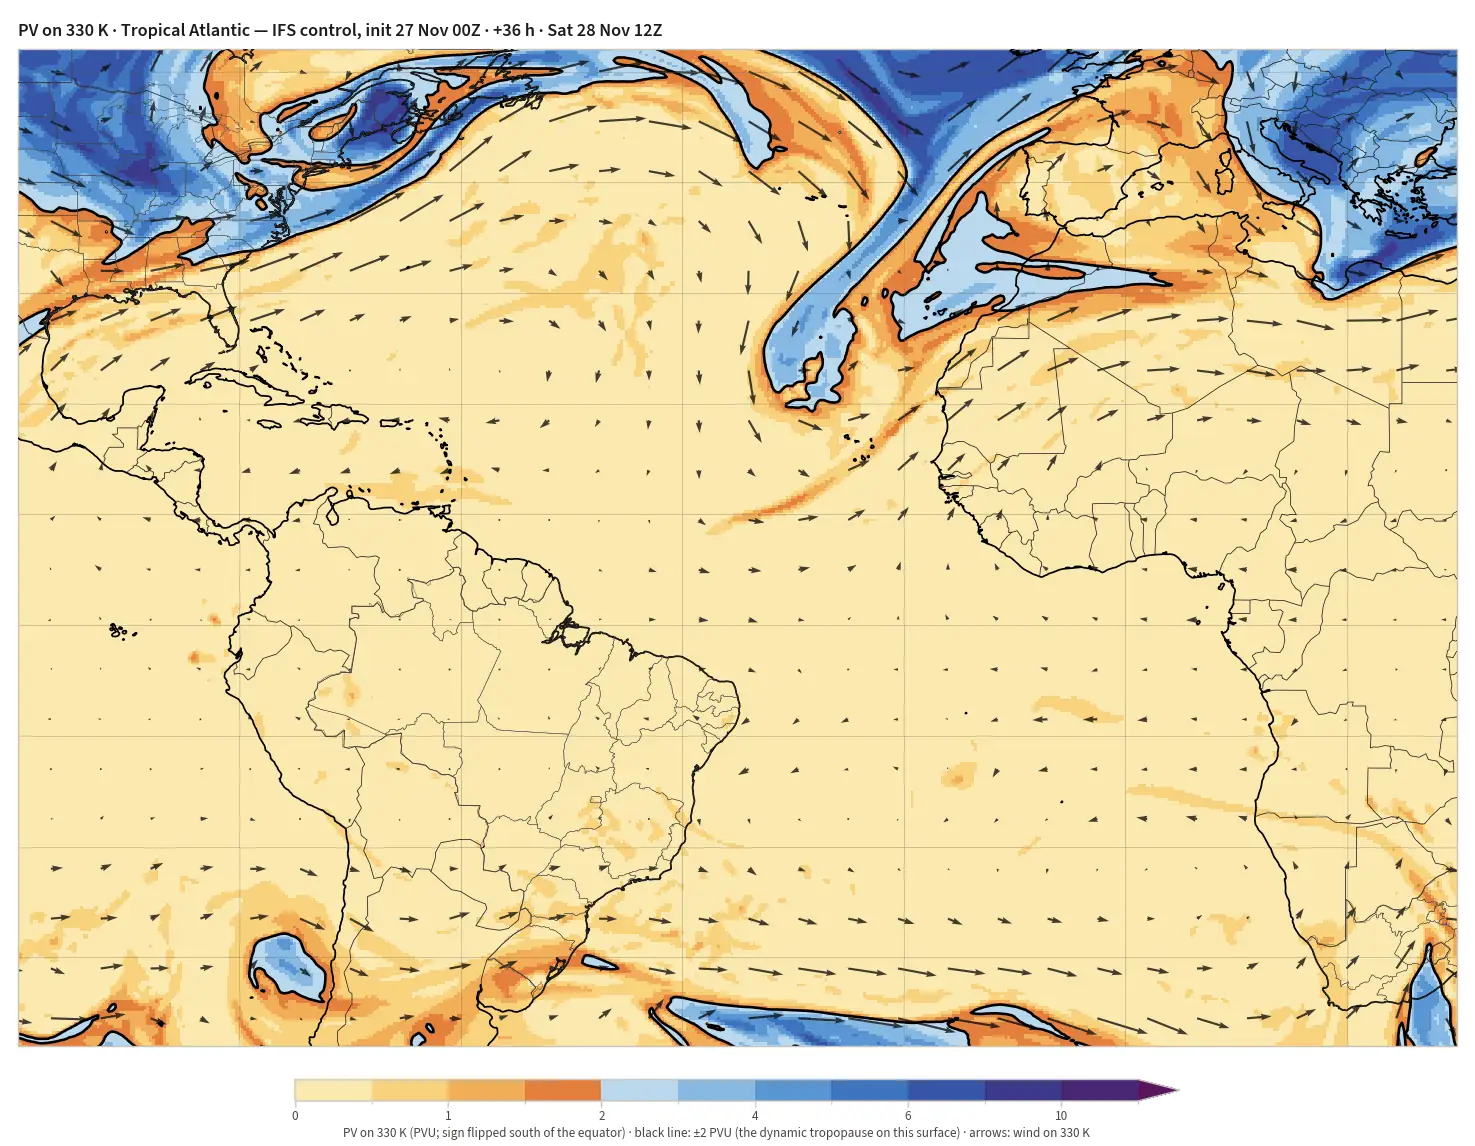 PV on 330 K · Tropical Atlantic — IFS control, init 27 Nov 00Z · +36 h · Sat 28 Nov 12Z
0 1 2 4 6 10
PV on 330 K (PVU; sign flipped south of the equator) · black line: ±2 PVU (the dynamic tropopause on this surface) · arrows: wind on 330 K